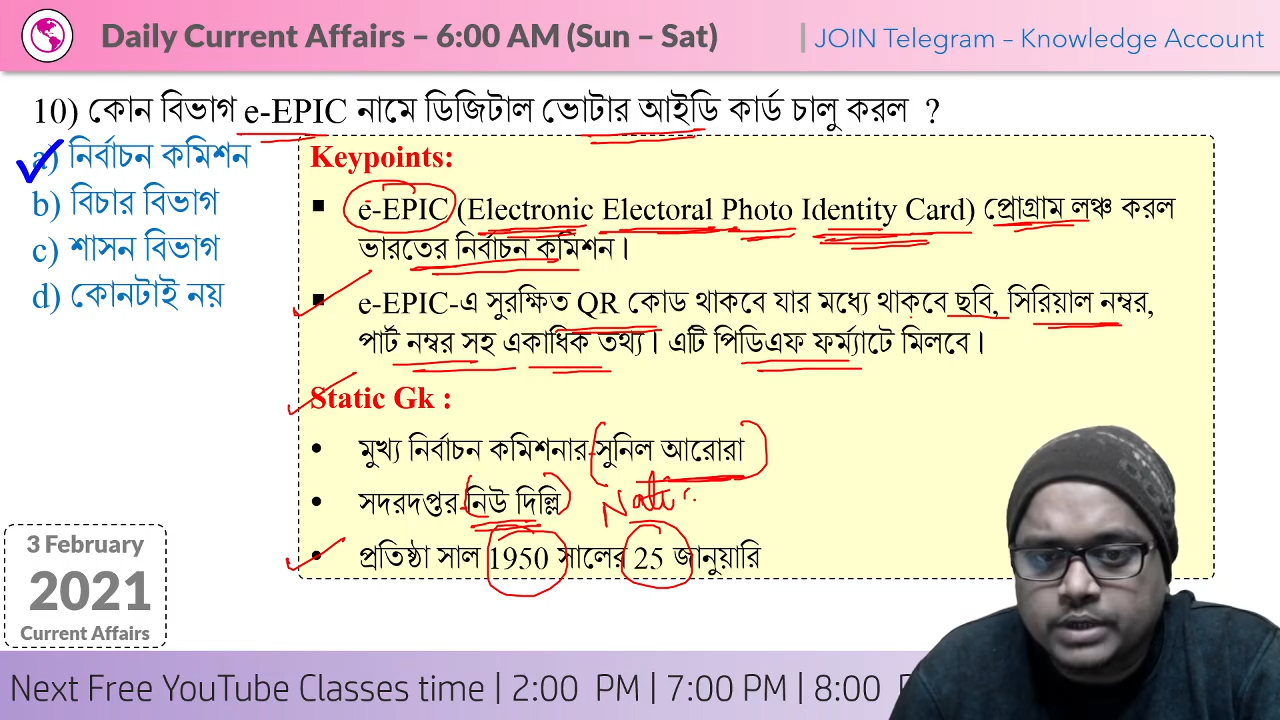 Daily Current Affairs – 6:00 AM (Sun – Sat)
| JOIN Telegram – Knowledge Account
10) কোন বিভাগ e-EPIC নামে ডিজিটাল ভোটার আইডি কার্ড চালু করল ?
a) নির্বাচন কমিশন
b) বিচার বিভাগ
c) শাসন বিভাগ
d) কোনটাই নয়
Keypoints:
▪ e-EPIC (Electronic Electoral Photo Identity Card) প্রোগ্রাম লঞ্চ করল
ভারতের নির্বাচন কমিশন।
▪ e-EPIC-এ সুরক্ষিত QR কোড থাকবে যার মধ্যে থাকবে ছবি, সিরিয়াল নম্বর,
পার্ট নম্বর সহ একাধিক তথ্য। এটি পিডিএফ ফর্ম্যাটে মিলবে।
Static Gk :
• মুখ্য নির্বাচন কমিশনার-সুনিল আরোরা
• সদরদপ্তর-নিউ দিল্লি
• প্রতিষ্ঠা সাল 1950 সালের 25 জানুয়ারি
3 February
2021
Current Affairs
Next Free YouTube Classes time | 2:00 PM | 7:00 PM | 8:00